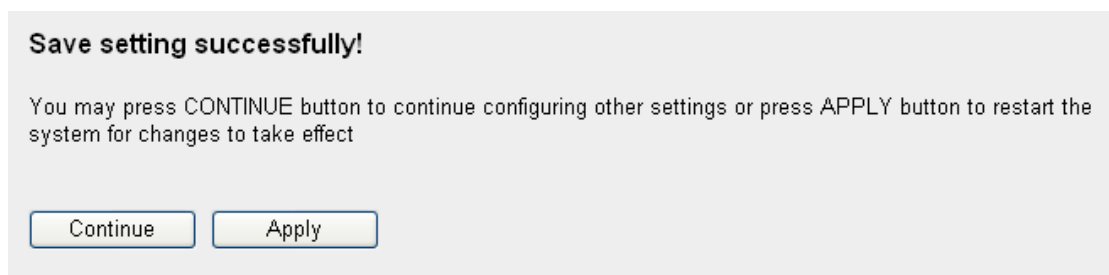 Save setting successfully!
You may press CONTINUE button to continue configuring other settings or press APPLY button to restart the
system for changes to take effect
Continue Apply